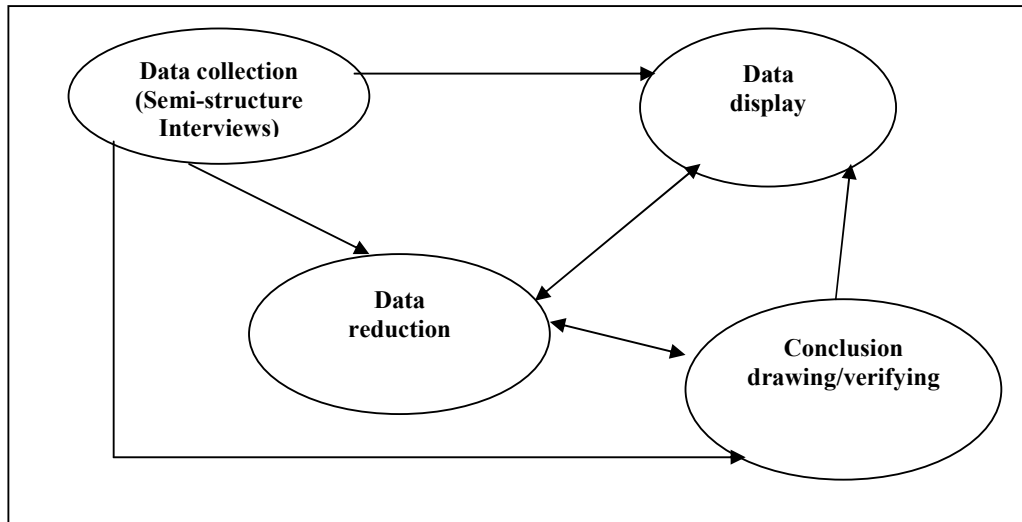 Data collection
(Semi-structure
Interviews)
Data
display
Data
reduction
Conclusion
drawing/verifying